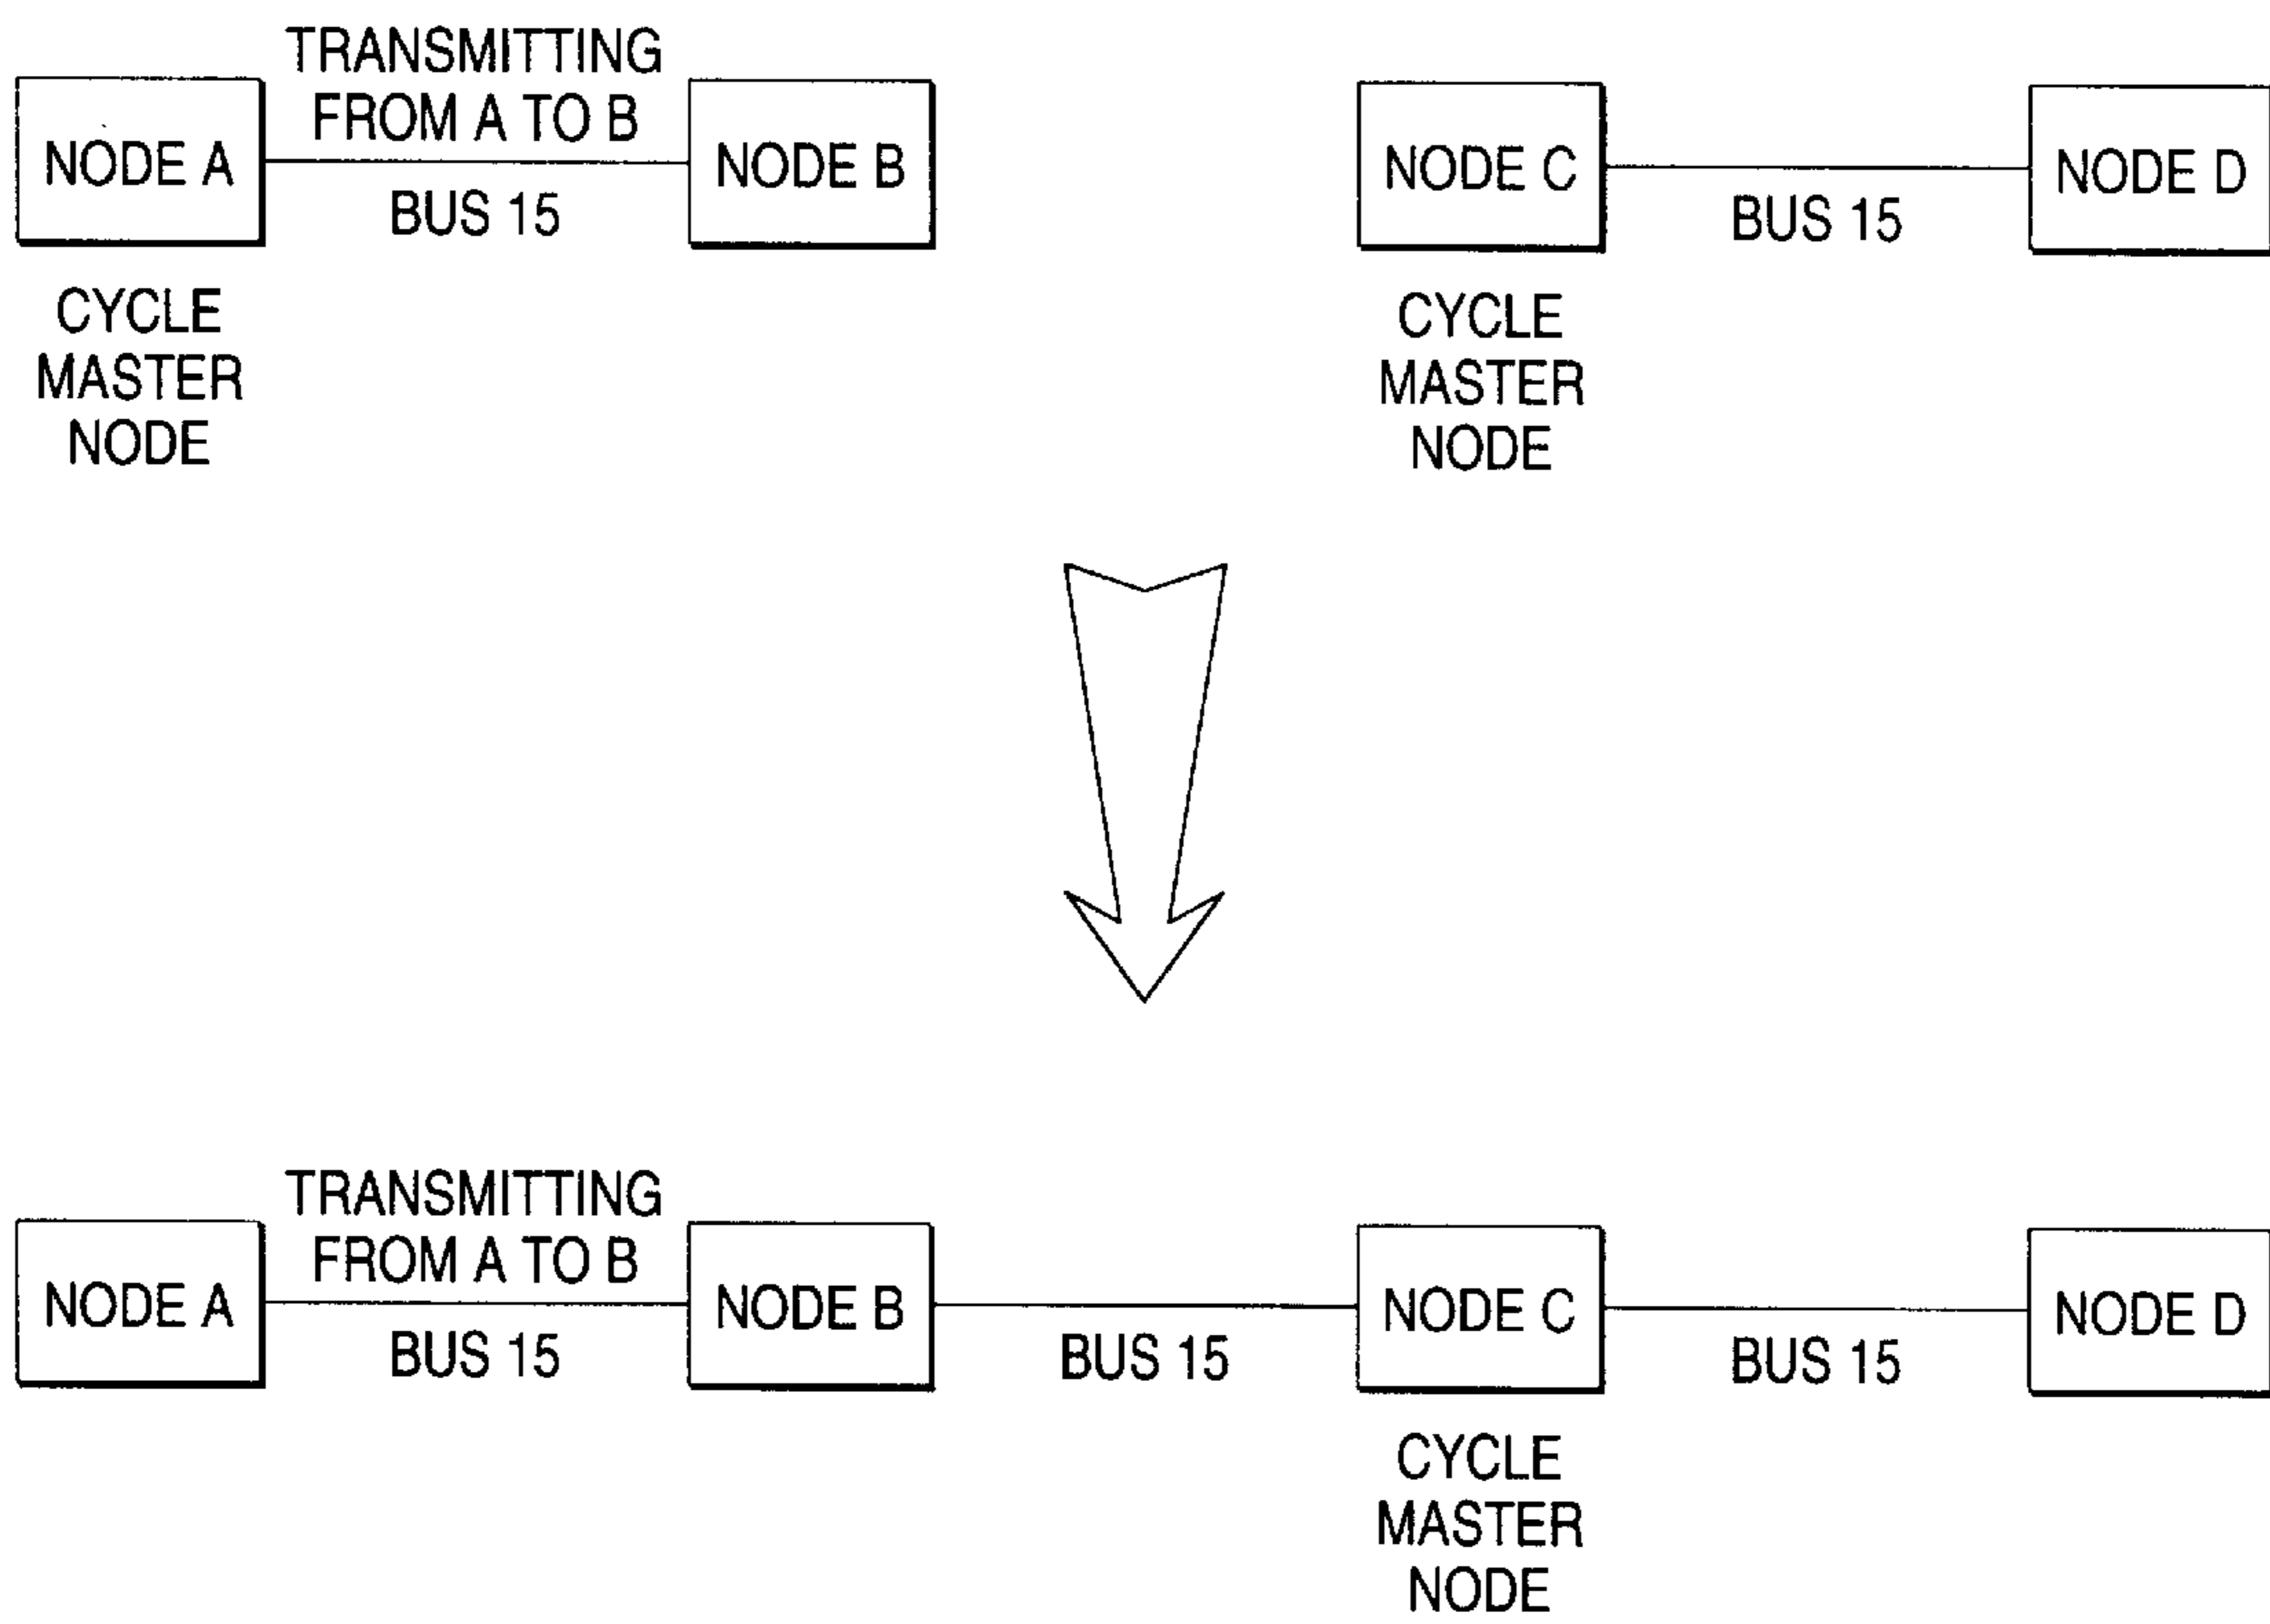 TRANSMITTING
FROM A TO B
NODE A
BUS 15
NODE B
CYCLE
MASTER
NODE
NODE C
BUS 15
NODE D
CYCLE
MASTER
NODE
TRANSMITTING
FROM A TO B
NODE A
BUS 15
NODE B
BUS 15
NODE C
BUS 15
NODE D
CYCLE
MASTER
NODE